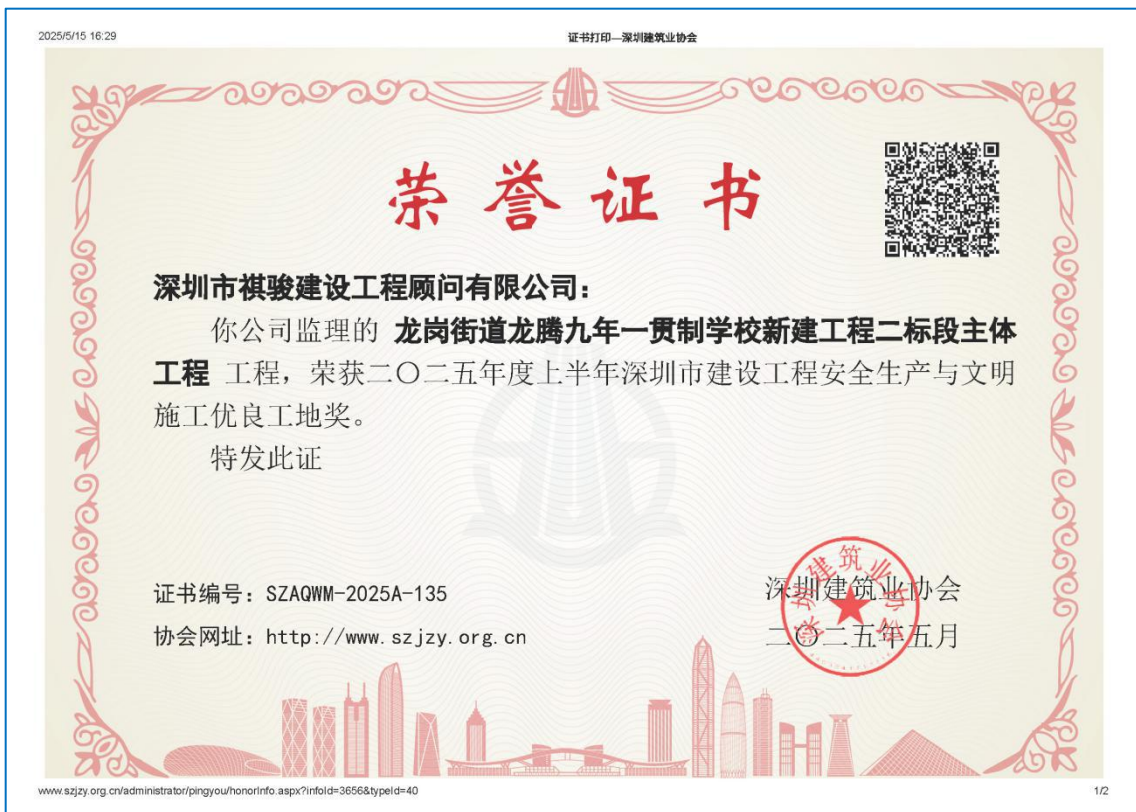 2025/5/15 16:29
证书打印—深圳建筑业协会
荣誉证书
深圳市祺骏建设工程顾问有限公司：
你公司监理的 龙岗街道龙腾九年一贯制学校新建工程二标段主体
工程 工程，荣获二〇二五年度上半年深圳市建设工程安全生产与文明
施工优良工地奖。
特发此证
证书编号：SZAQWM-2025A-135
深圳建筑业协会
协会网址：http://www.szjzy.org.cn
二〇二五年五月
深圳建筑业协会
www.szjzy.org.cn/administrator/pingyou/honorInfo.aspx?infoId=3656&typeId=40
1/2